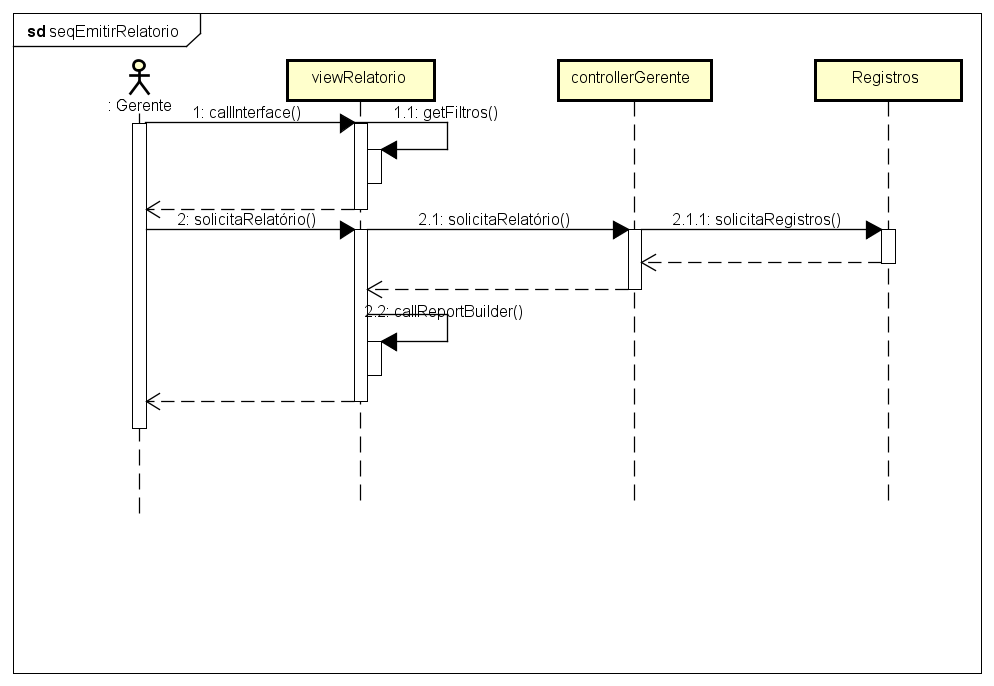 sd seqEmitirRelatorio
: Gerente
viewRelatorio
controllerGerente
Registros
1: callInterface()
1.1: getFiltros()
2: solicitaRelatório()
2.1: solicitaRelatório()
2.1.1: solicitaRegistros()
2.2: callReportBuilder()